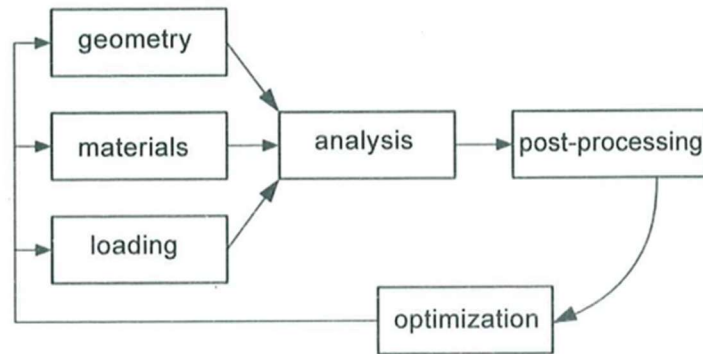 geometry
materials
analysis
post-processing
loading
optimization